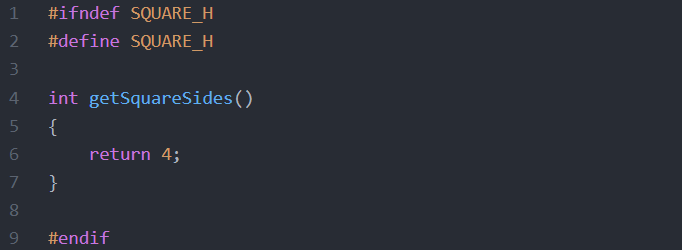 1 #ifndef SQUARE_H
2 #define SQUARE_H
3
4 int getSquareSides()
5 {
6     return 4;
7 }
8
9 #endif